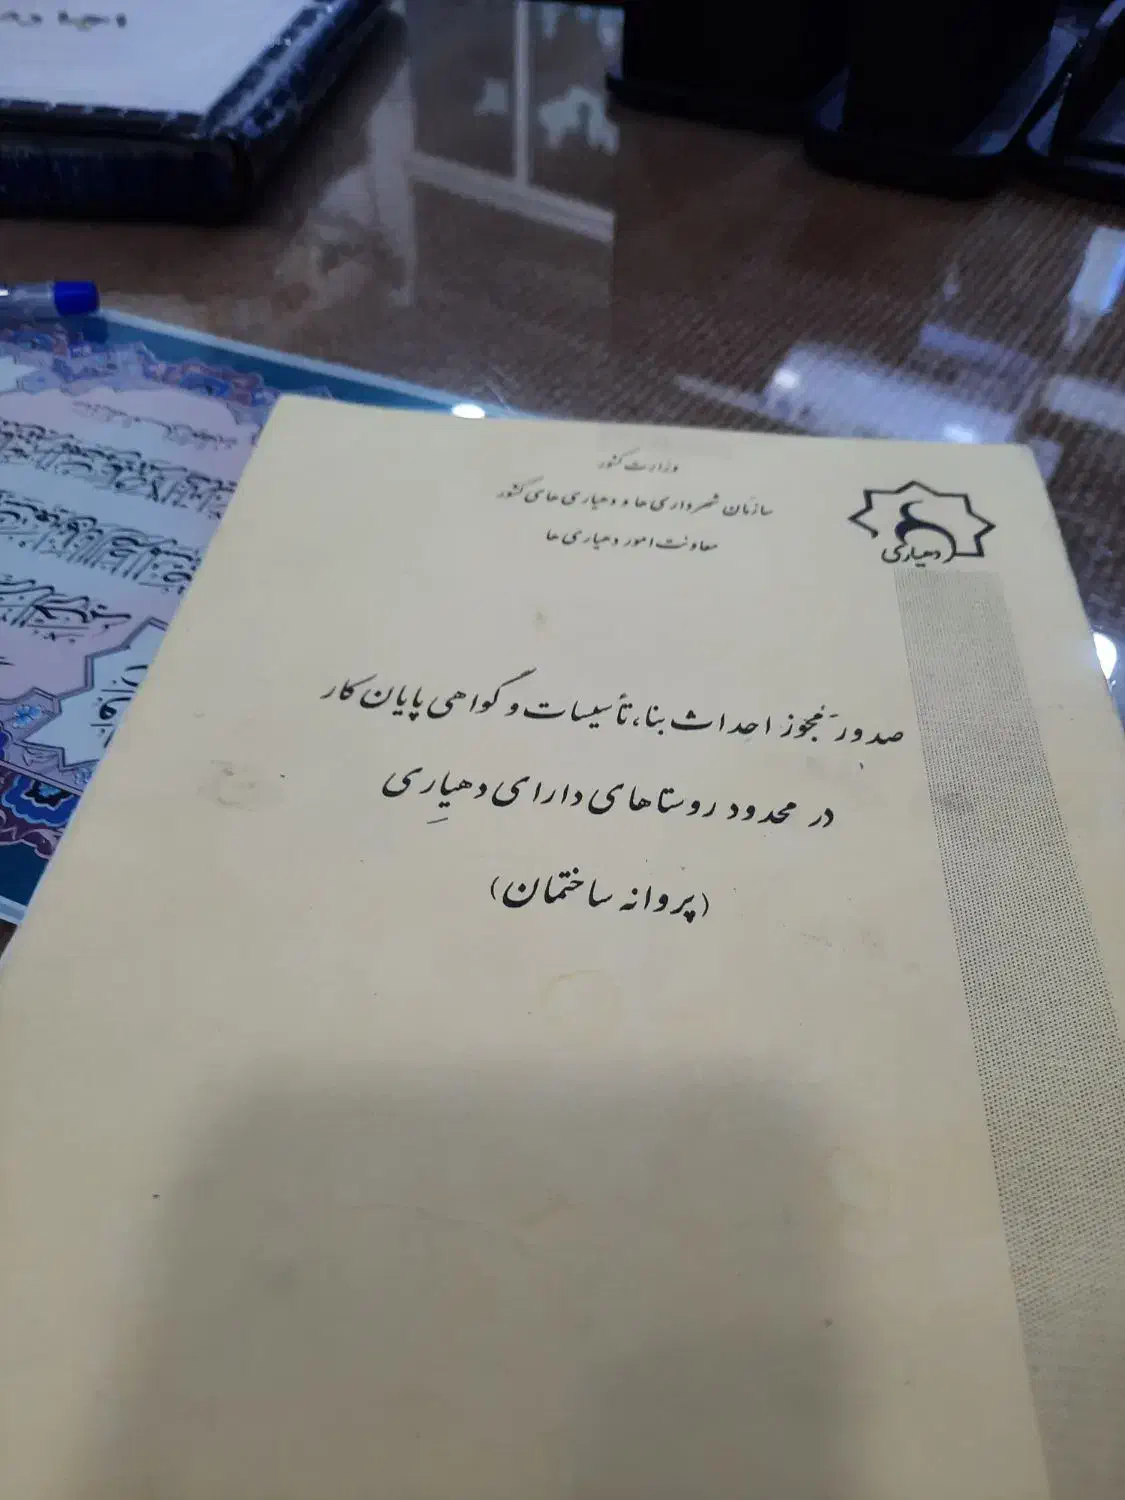 وزارت کشور
سازمان شهرداری ها و دهیاری های کشور
معاونت امور دهیاری ها
دهیاری
صدور مجوز احداث بنا، تأسیسات و گواهی پایان کار
در محدوده روستاهای دارای دهیاری
(پروانه ساختمان)